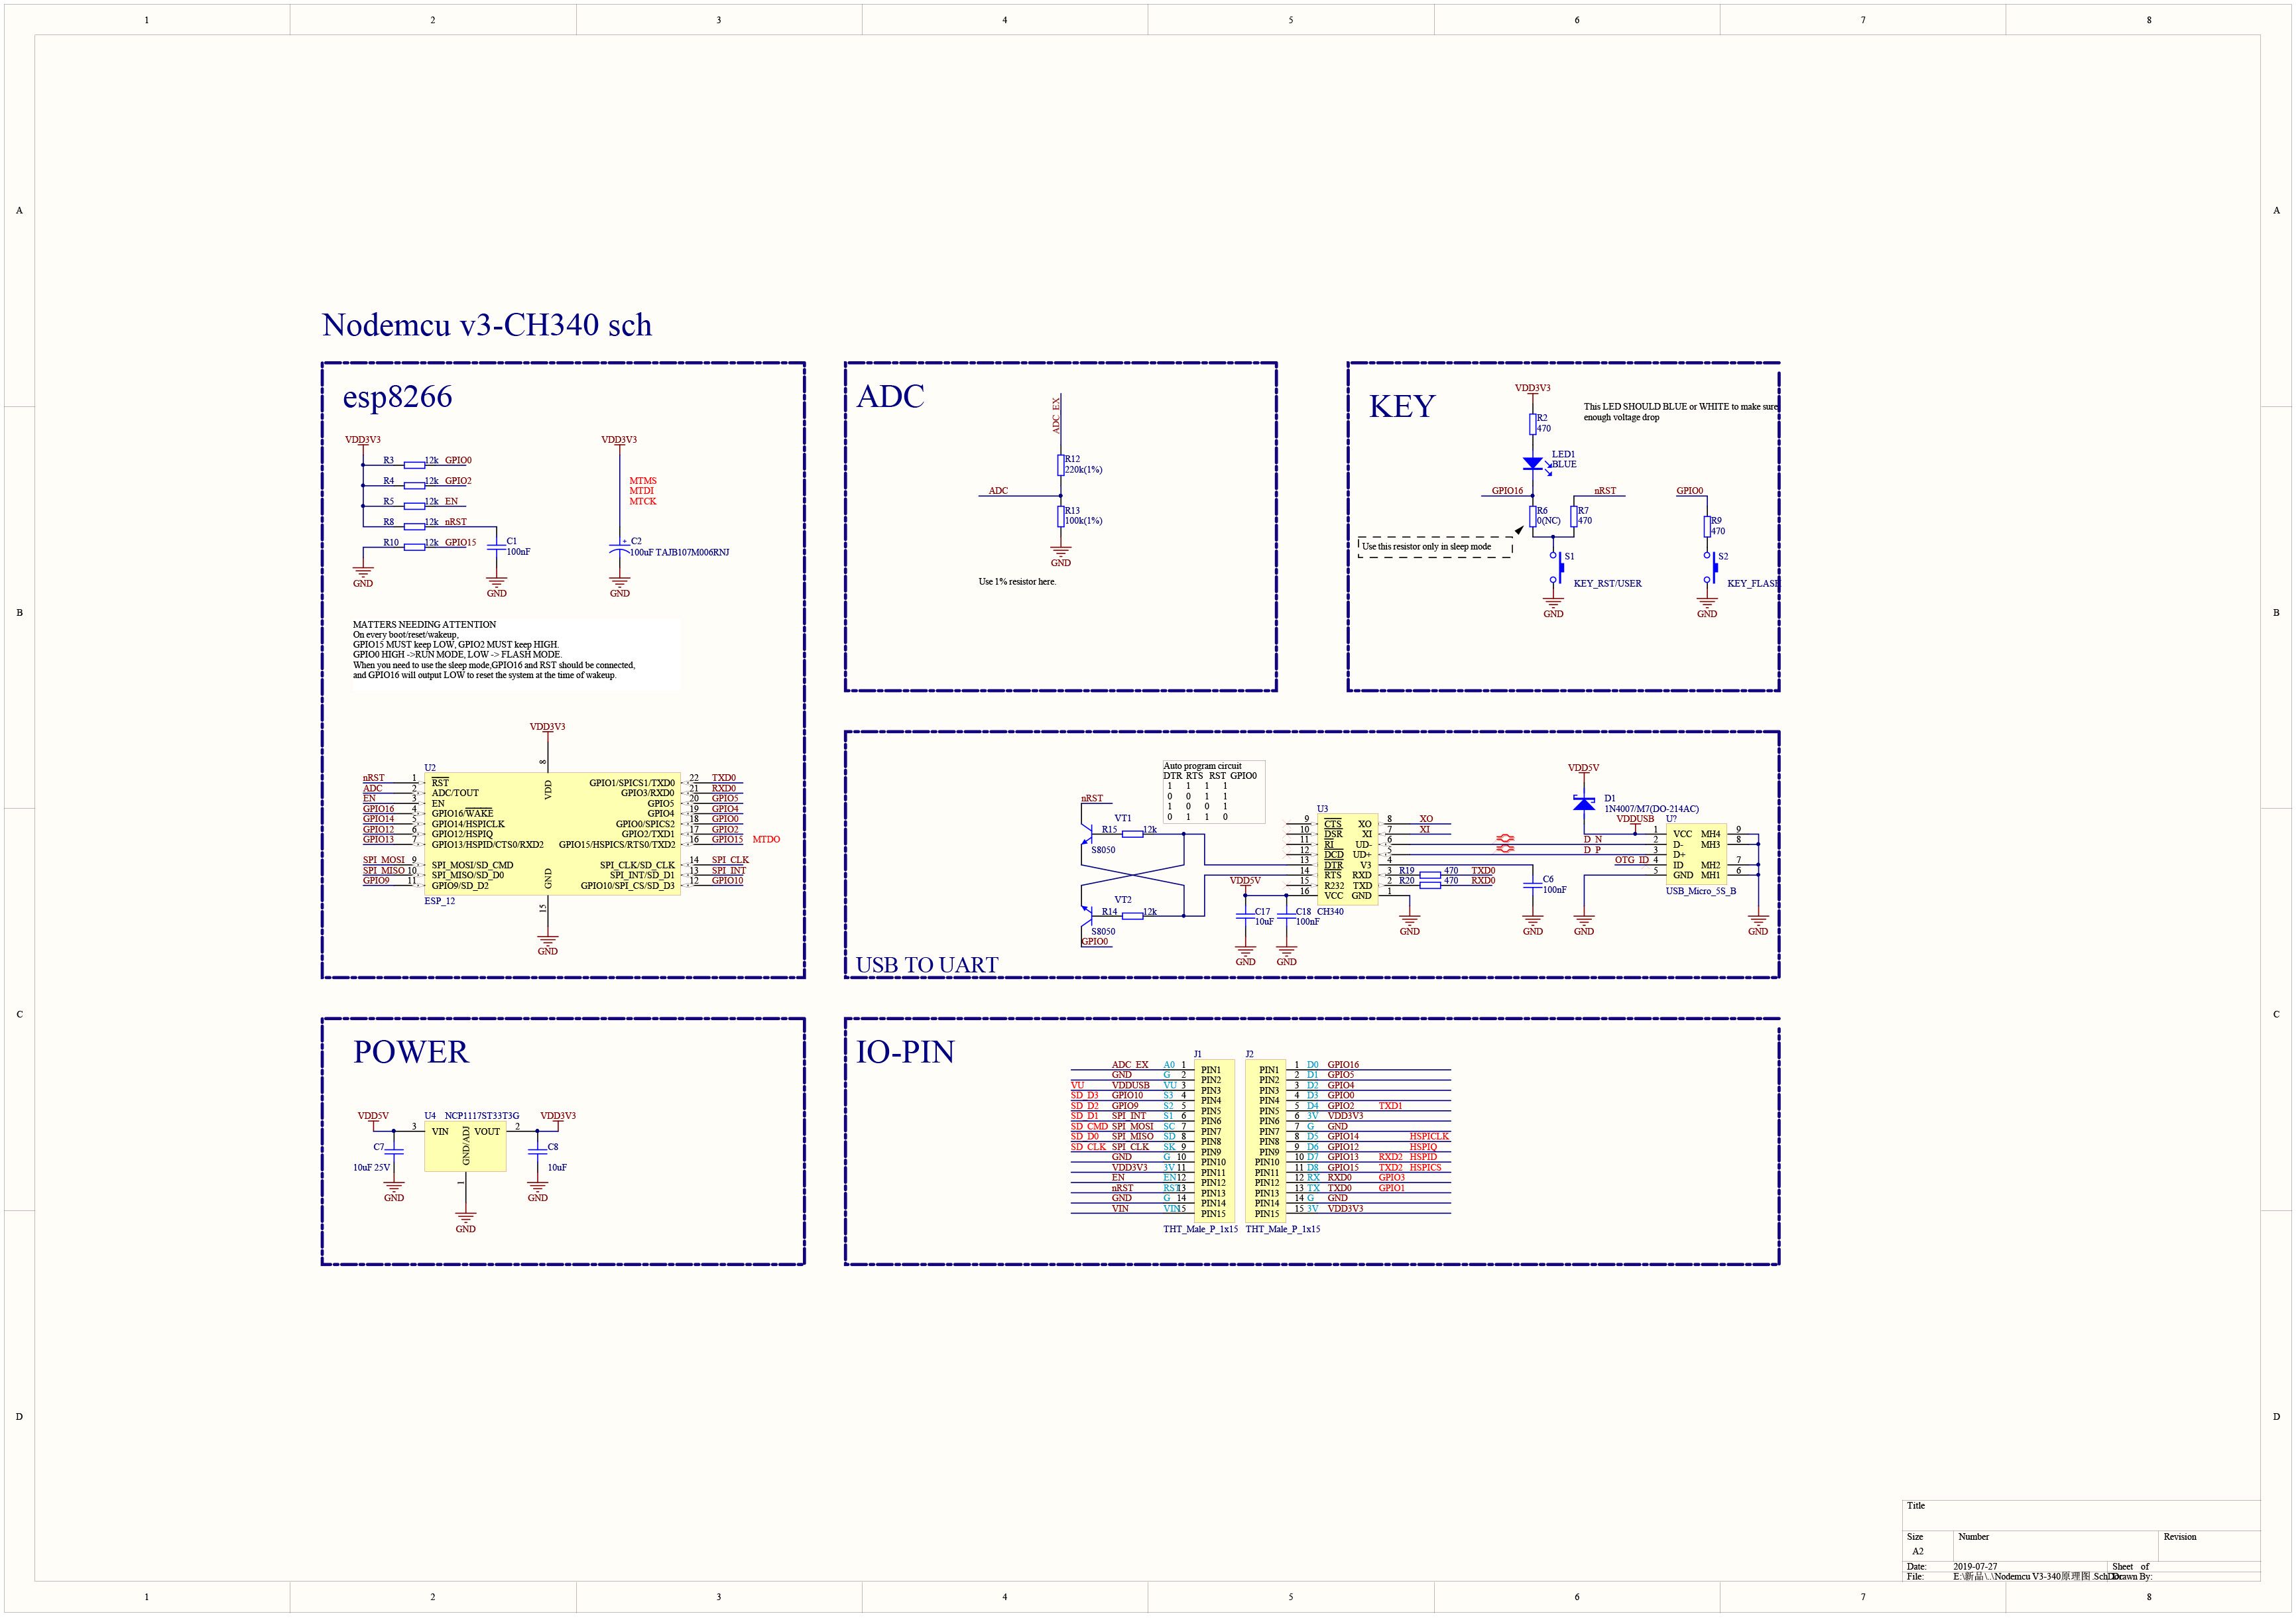 1 2 3 4 5 6 7 8
A A
B B
C C
D D
Nodemcu v3-CH340 sch
esp8266
VDD3V3
R3 12k GPIO0
R4 12k GPIO2
R5 12k EN
R8 12k nRST
R10 12k GPIO15
GND
C1
100nF
GND
VDD3V3
MTMS
MTDI
MTCK
+ C2
100uF TAJB107M006RNJ
GND
MATTERS NEEDING ATTENTION
On every boot/reset/wakeup,
GPIO15 MUST keep LOW, GPIO2 MUST keep HIGH.
GPIO0 HIGH ->RUN MODE, LOW -> FLASH MODE.
When you need to use the sleep mode,GPIO16 and RST should be connected,
and GPIO16 will output LOW to reset the system at the time of wakeup.
VDD3V3
8
VDD
U2
nRST 1 RST GPIO1/SPICS1/TXD0 22 TXD0
ADC 2 ADC/TOUT GPIO3/RXD0 21 RXD0
EN 3 EN GPIO5 20 GPIO5
GPIO16 4 GPIO16/WAKE GPIO4 19 GPIO4
GPIO14 5 GPIO14/HSPICLK GPIO0/SPICS2 18 GPIO0
GPIO12 6 GPIO12/HSPIQ GPIO2/TXD1 17 GPIO2
GPIO13 7 GPIO13/HSPID/CTS0/RXD2 GPIO15/HSPICS/RTS0/TXD2 16 GPIO15 MTDO
SPI_MOSI 9 SPI_MOSI/SD_CMD SPI_CLK/SD_CLK 14 SPI_CLK
SPI_MISO 10 SPI_MISO/SD_D0 SPI_INT/SD_D1 13 SPI_INT
GPIO9 11 GPIO9/SD_D2 GPIO10/SPI_CS/SD_D3 12 GPIO10
GND
ESP_12
15
GND
ADC
ADC_EX
R12
220k(1%)
ADC
R13
100k(1%)
GND
Use 1% resistor here.
KEY
VDD3V3
R2
470
This LED SHOULD BLUE or WHITE to make sure
enough voltage drop
LED1
BLUE
GPIO16 nRST GPIO0
R6
0(NC)
R7
470
R9
470
Use this resistor only in sleep mode
S1
KEY_RST/USER
GND
S2
KEY_FLASH
GND
Auto program circuit
DTR RTS RST GPIO0
1 1 1 1
0 0 1 1
1 0 0 1
0 1 1 0
nRST
VT1
R15 12k
S8050
VT2
R14 12k
S8050
GPIO0
VDD5V
C17
10uF
GND
C18
100nF
GND
U3
9 CTS XO 8 XO
10 DSR XI 7 XI
11 RI UD- 6
12 DCD UD+ 5
13 DTR V3 4
14 RTS RXD 3 R19 470 TXD0
15 R232 TXD 2 R20 470 RXD0
16 VCC GND 1
CH340
GND
C6
100nF
GND
VDD5V
D1
1N4007/M7(DO-214AC)
VDDUSB U?
1 VCC MH4 9
D_N 2 D- MH3 8
D_P 3 D+
OTG_ID 4 ID MH2 7
5 GND MH1 6
USB_Micro_5S_B
GND
GND
USB TO UART
POWER
VDD5V
U4 NCP1117ST33T3G
VDD3V3
3 VIN VOUT 2
GND/ADJ
1
C7
10uF 25V
GND
C8
10uF
GND
GND
IO-PIN
J1 J2
ADC_EX A0 1 PIN1 PIN1 1 D0 GPIO16
GND G 2 PIN2 PIN2 2 D1 GPIO5
VU VDDUSB VU 3 PIN3 PIN3 3 D2 GPIO4
SD_D3 GPIO10 S3 4 PIN4 PIN4 4 D3 GPIO0
SD_D2 GPIO9 S2 5 PIN5 PIN5 5 D4 GPIO2 TXD1
SD_D1 SPI_INT S1 6 PIN6 PIN6 6 3V VDD3V3
SD_CMD SPI_MOSI SC 7 PIN7 PIN7 7 G GND
SD_D0 SPI_MISO SD 8 PIN8 PIN8 8 D5 GPIO14 HSPICLK
SD_CLK SPI_CLK SK 9 PIN9 PIN9 9 D6 GPIO12 HSPIQ
GND G 10 PIN10 PIN10 10 D7 GPIO13 RXD2 HSPID
VDD3V3 3V 11 PIN11 PIN11 11 D8 GPIO15 TXD2 HSPICS
EN EN 12 PIN12 PIN12 12 RX RXD0 GPIO3
nRST RST 13 PIN13 PIN13 13 TX TXD0 GPIO1
GND G 14 PIN14 PIN14 14 G GND
VIN VIN 15 PIN15 PIN15 15 3V VDD3V3
THT_Male_P_1x15 THT_Male_P_1x15
Title
Size Number Revision
A2
Date: 2019-07-27 Sheet of
File: E:\新品\..\Nodemcu V3-340原理图.SchDoc Drawn By:
1 2 3 4 5 6 7 8